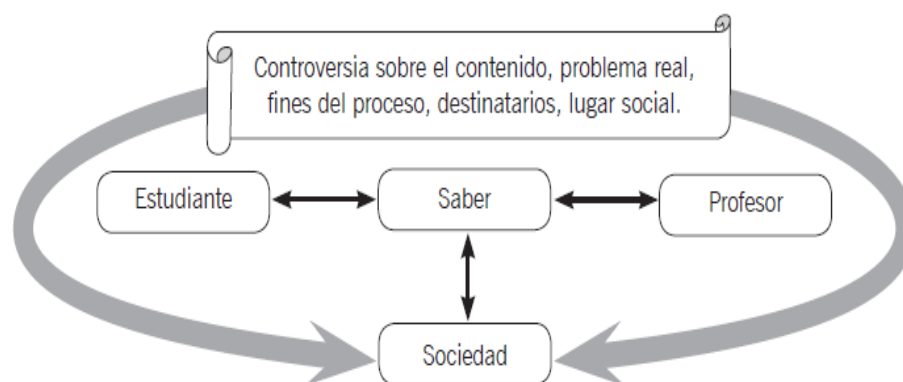 Controversia sobre el contenido, problema real,
fines del proceso, destinatarios, lugar social.
Estudiante
Saber
Profesor
Sociedad